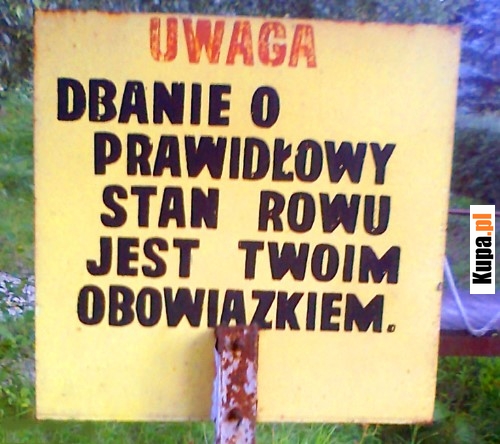 UWAGA
DBANIE O
PRAWIDŁOWY
STAN ROWU
JEST TWOIM
OBOWIAZKIEM.
Kupa.pl